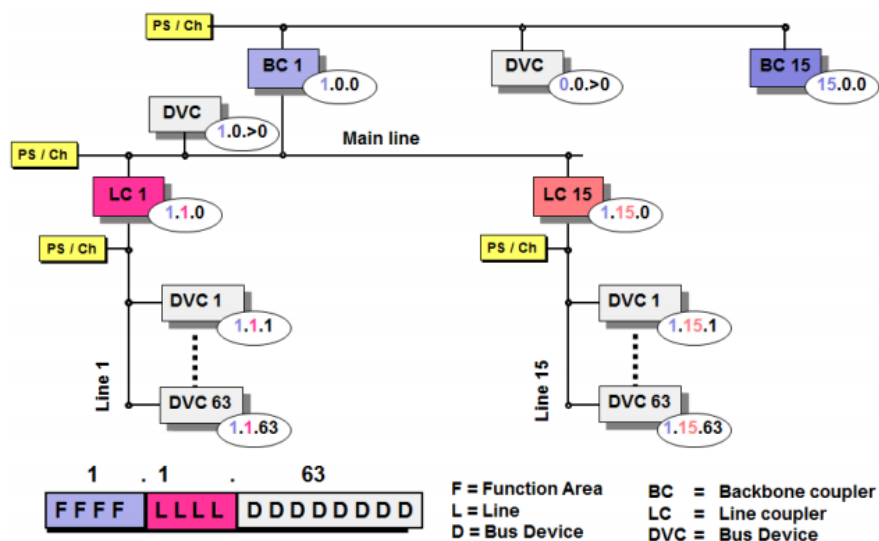 PS / Ch
BC 1
1.0.0
DVC
0.0.>0
BC 15
15.0.0
DVC
1.0.>0
Main line
PS / Ch
LC 1
1.1.0
LC 15
1.15.0
PS / Ch
PS / Ch
DVC 1
1.1.1
DVC 1
1.15.1
Line 1
Line 15
DVC 63
1.1.63
DVC 63
1.15.63
1 . 1 . 63
F F F F L L L L D D D D D D D D
F = Function Area
L = Line
D = Bus Device
BC = Backbone coupler
LC = Line coupler
DVC = Bus Device